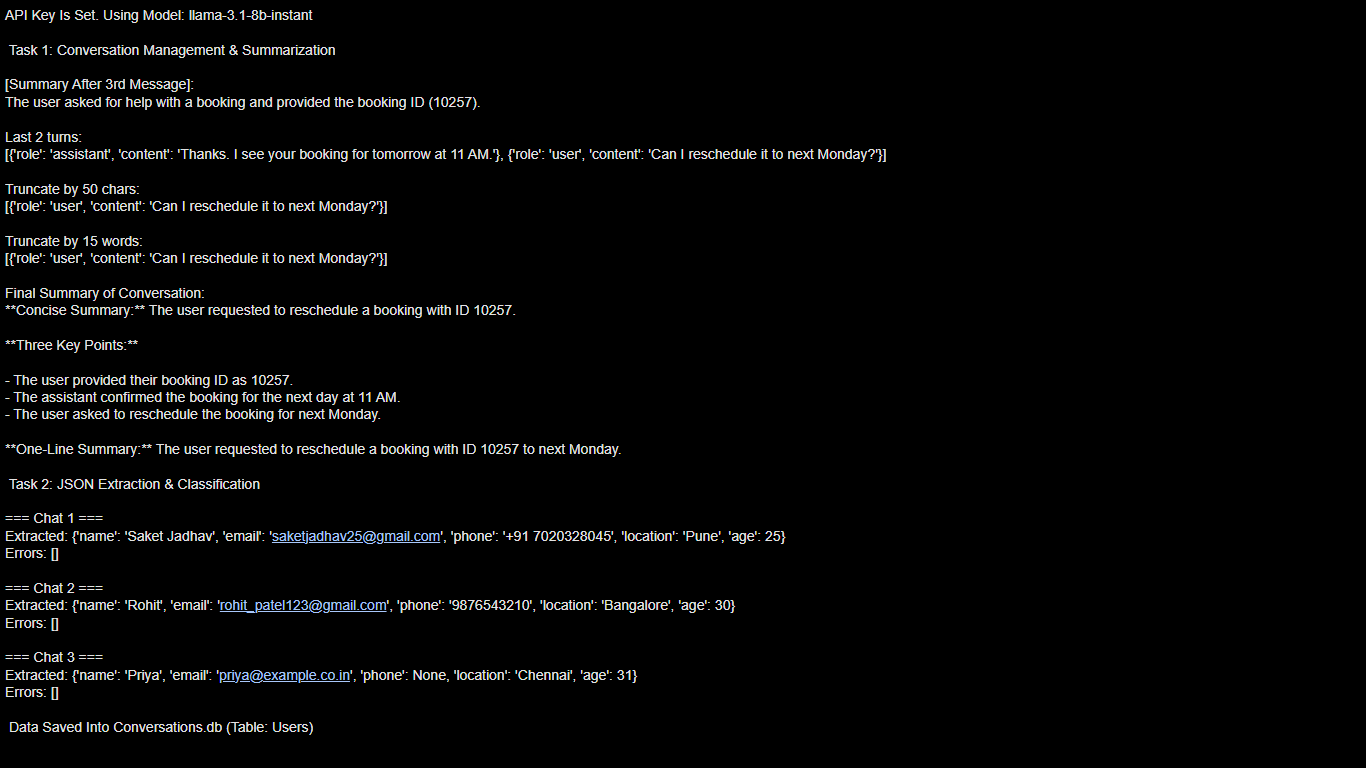 API Key Is Set. Using Model: llama-3.1-8b-instant
Task 1: Conversation Management & Summarization
[Summary After 3rd Message]:
The user asked for help with a booking and provided the booking ID (10257).
Last 2 turns:
[{'role': 'assistant', 'content': 'Thanks. I see your booking for tomorrow at 11 AM.'}, {'role': 'user', 'content': 'Can I reschedule it to next Monday?'}]
Truncate by 50 chars:
[{'role': 'user', 'content': 'Can I reschedule it to next Monday?'}]
Truncate by 15 words:
[{'role': 'user', 'content': 'Can I reschedule it to next Monday?'}]
Final Summary of Conversation:
**Concise Summary:** The user requested to reschedule a booking with ID 10257.
**Three Key Points:**
- The user provided their booking ID as 10257.
- The assistant confirmed the booking for the next day at 11 AM.
- The user asked to reschedule the booking for next Monday.
**One-Line Summary:** The user requested to reschedule a booking with ID 10257 to next Monday.
Task 2: JSON Extraction & Classification
=== Chat 1 ===
Extracted: {'name': 'Saket Jadhav', 'email': 'saketjadhav25@gmail.com', 'phone': '+91 7020328045', 'location': 'Pune', 'age': 25}
Errors: []
=== Chat 2 ===
Extracted: {'name': 'Rohit', 'email': 'rohit_patel123@gmail.com', 'phone': '9876543210', 'location': 'Bangalore', 'age': 30}
Errors: []
=== Chat 3 ===
Extracted: {'name': 'Priya', 'email': 'priya@example.co.in', 'phone': None, 'location': 'Chennai', 'age': 31}
Errors: []
Data Saved Into Conversations.db (Table: Users)